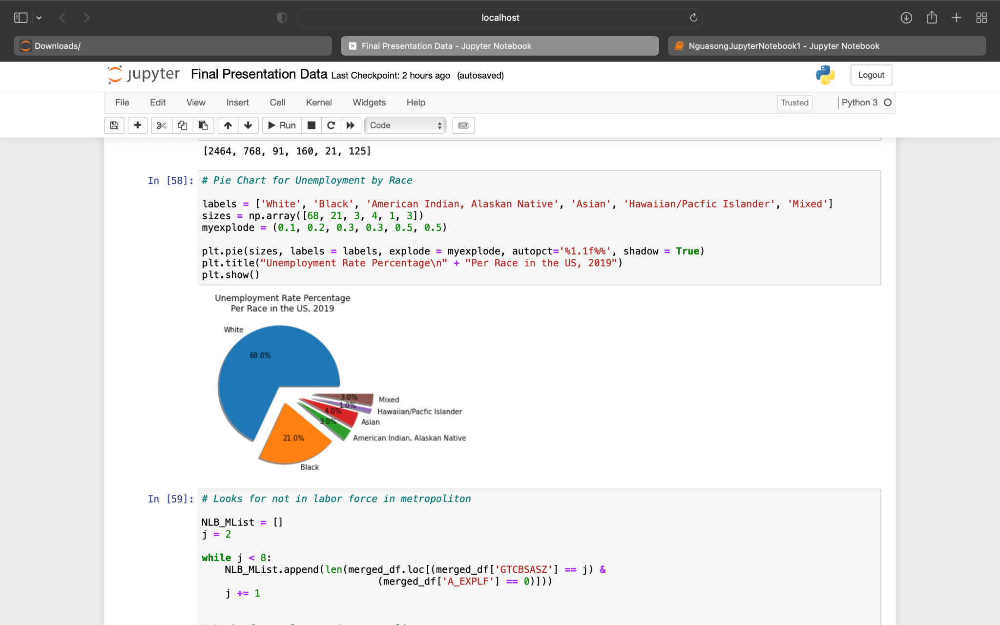 localhost
Downloads/
Final Presentation Data - Jupyter Notebook
NguasongJupyterNotebook1 - Jupyter Notebook
jupyter Final Presentation Data Last Checkpoint: 2 hours ago (autosaved)
Logout
File Edit View Insert Cell Kernel Widgets Help
Trusted
Python 3
Run
Code
[2464, 768, 91, 160, 21, 125]
In [58]:
# Pie Chart for Unemployment by Race
labels = ['White', 'Black', 'American Indian, Alaskan Native', 'Asian', 'Hawaiian/Pacfic Islander', 'Mixed']
sizes = np.array([68, 21, 3, 4, 1, 3])
myexplode = (0.1, 0.2, 0.3, 0.3, 0.5, 0.5)
plt.pie(sizes, labels = labels, explode = myexplode, autopct='%1.1f%%', shadow = True)
plt.title("Unemployment Rate Percentage\n" + "Per Race in the US, 2019")
plt.show()
Unemployment Rate Percentage
Per Race in the US, 2019
White
68.0%
3.0%
Mixed
1.0%
Hawaiian/Pacfic Islander
4.0%
Asian
3.0%
American Indian, Alaskan Native
21.0%
Black
In [59]:
# Looks for not in labor force in metropoliton
NLB_MList = []
j = 2
while j < 8:
    NLB_MList.append(len(merged_df.loc[(merged_df['GTCBSASZ'] == j) &
                              (merged_df['A_EXPLF'] == 0)]))
    j += 1